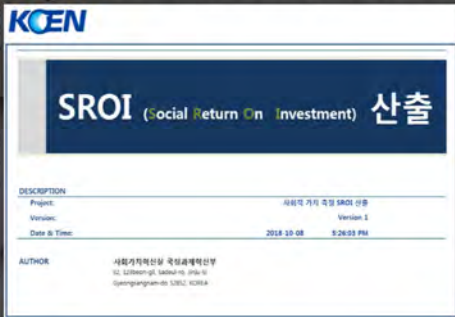 KOEN
SROI (Social Return On Investment) 산출
DESCRIPTION
Project: 사회적 가치 측정 SROI 산출
Version: Version 1
Date & Time: 2018-10-08 5:26:03 PM
AUTHOR 사회가치혁신실 국정과제혁신부
Gyeongsangnam-do 52852, KOREA